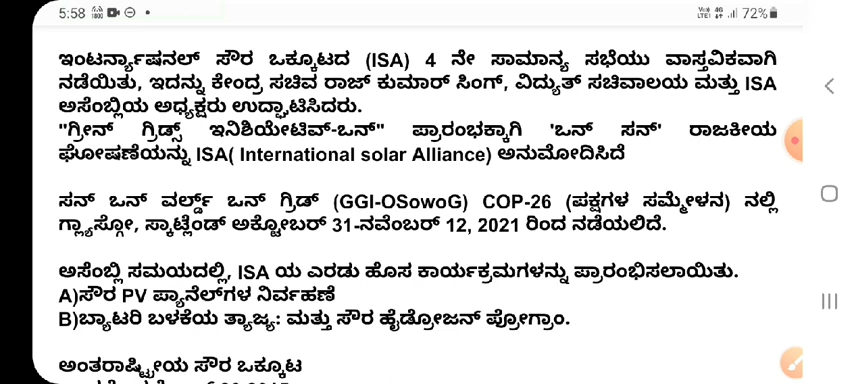 5:58
72%
ಇಂಟರ್ನ್ಯಾಷನಲ್ ಸೌರ ಒಕ್ಕೂಟದ (ISA) 4 ನೇ ಸಾಮಾನ್ಯ ಸಭೆಯು ವಾಸ್ತವಿಕವಾಗಿ
ನಡೆಯಿತು, ಇದನ್ನು ಕೇಂದ್ರ ಸಚಿವ ರಾಜ್ ಕುಮಾರ್ ಸಿಂಗ್, ವಿದ್ಯುತ್ ಸಚಿವಾಲಯ ಮತ್ತು ISA
ಅಸೆಂಬ್ಲಿಯ ಅಧ್ಯಕ್ಷರು ಉದ್ಘಾಟಿಸಿದರು.
"ಗ್ರೀನ್ ಗ್ರಿಡ್ಸ್ ಇನಿಶಿಯೇಟಿವ್-ಒನ್" ಪ್ರಾರಂಭಕ್ಕಾಗಿ 'ಒನ್ ಸನ್' ರಾಜಕೀಯ
ಘೋಷಣೆಯನ್ನು ISA( International solar Alliance) ಅನುಮೋದಿಸಿದೆ
ಸನ್ ಒನ್ ವರ್ಲ್ಡ್ ಒನ್ ಗ್ರಿಡ್ (GGI-OSowoG) COP-26 (ಪಕ್ಷಗಳ ಸಮ್ಮೇಳನ) ನಲ್ಲಿ
ಗ್ಲ್ಯಾಸ್ಗೋ, ಸ್ಕಾಟ್ಲೆಂಡ್ ಅಕ್ಟೋಬರ್ 31-ನವೆಂಬರ್ 12, 2021 ರಿಂದ ನಡೆಯಲಿದೆ.
ಅಸೆಂಬ್ಲಿ ಸಮಯದಲ್ಲಿ, ISA ಯ ಎರಡು ಹೊಸ ಕಾರ್ಯಕ್ರಮಗಳನ್ನು ಪ್ರಾರಂಭಿಸಲಾಯಿತು.
A)ಸೌರ PV ಪ್ಯಾನೆಲ್‌ಗಳ ನಿರ್ವಹಣೆ
B)ಬ್ಯಾಟರಿ ಬಳಕೆಯ ತ್ಯಾಜ್ಯ: ಮತ್ತು ಸೌರ ಹೈಡ್ರೋಜನ್ ಪ್ರೋಗ್ರಾಂ.
ಅಂತರಾಷ್ಟ್ರೀಯ ಸೌರ ಒಕ್ಕೂಟ